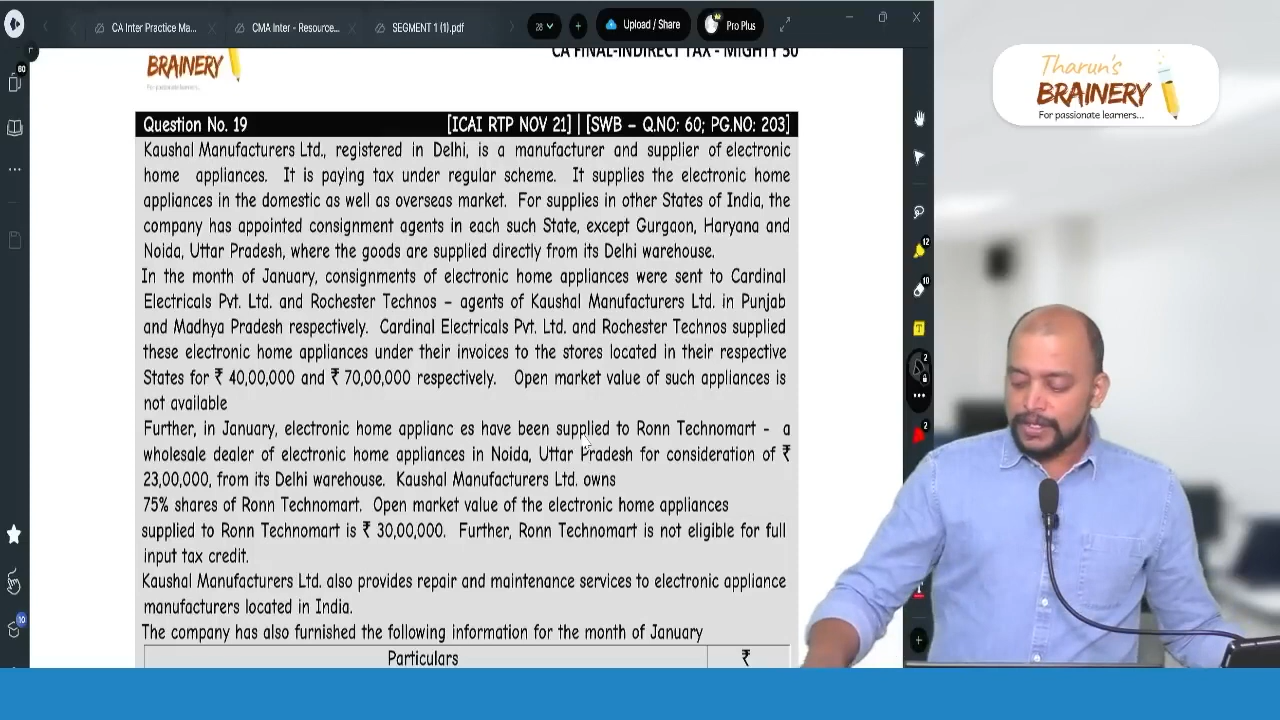 CA Inter Practice Ma...
CMA Inter - Resource...
SEGMENT 1 (1).pdf
28
Upload / Share
Pro Plus
BRAINERY
For passionate learners...
CA FINAL-INDIRECT TAX - MIGHTY 50
Tharun's
BRAINERY
For passionate learners...
Question No. 19 [ICAI RTP NOV 21] | [SWB – Q.NO: 60; PG.NO: 203]
Kaushal Manufacturers Ltd., registered in Delhi, is a manufacturer and supplier of electronic
home appliances. It is paying tax under regular scheme. It supplies the electronic home
appliances in the domestic as well as overseas market. For supplies in other States of India, the
company has appointed consignment agents in each such State, except Gurgaon, Haryana and
Noida, Uttar Pradesh, where the goods are supplied directly from its Delhi warehouse.
In the month of January, consignments of electronic home appliances were sent to Cardinal
Electricals Pvt. Ltd. and Rochester Technos – agents of Kaushal Manufacturers Ltd. in Punjab
and Madhya Pradesh respectively. Cardinal Electricals Pvt. Ltd. and Rochester Technos supplied
these electronic home appliances under their invoices to the stores located in their respective
States for ₹ 40,00,000 and ₹ 70,00,000 respectively. Open market value of such appliances is
not available
Further, in January, electronic home applianc es have been supplied to Ronn Technomart - a
wholesale dealer of electronic home appliances in Noida, Uttar Pradesh for consideration of ₹
23,00,000, from its Delhi warehouse. Kaushal Manufacturers Ltd. owns
75% shares of Ronn Technomart. Open market value of the electronic home appliances
supplied to Ronn Technomart is ₹ 30,00,000. Further, Ronn Technomart is not eligible for full
input tax credit.
Kaushal Manufacturers Ltd. also provides repair and maintenance services to electronic appliance
manufacturers located in India.
The company has also furnished the following information for the month of January
Particulars ₹
60
12
10
T
2
2
10